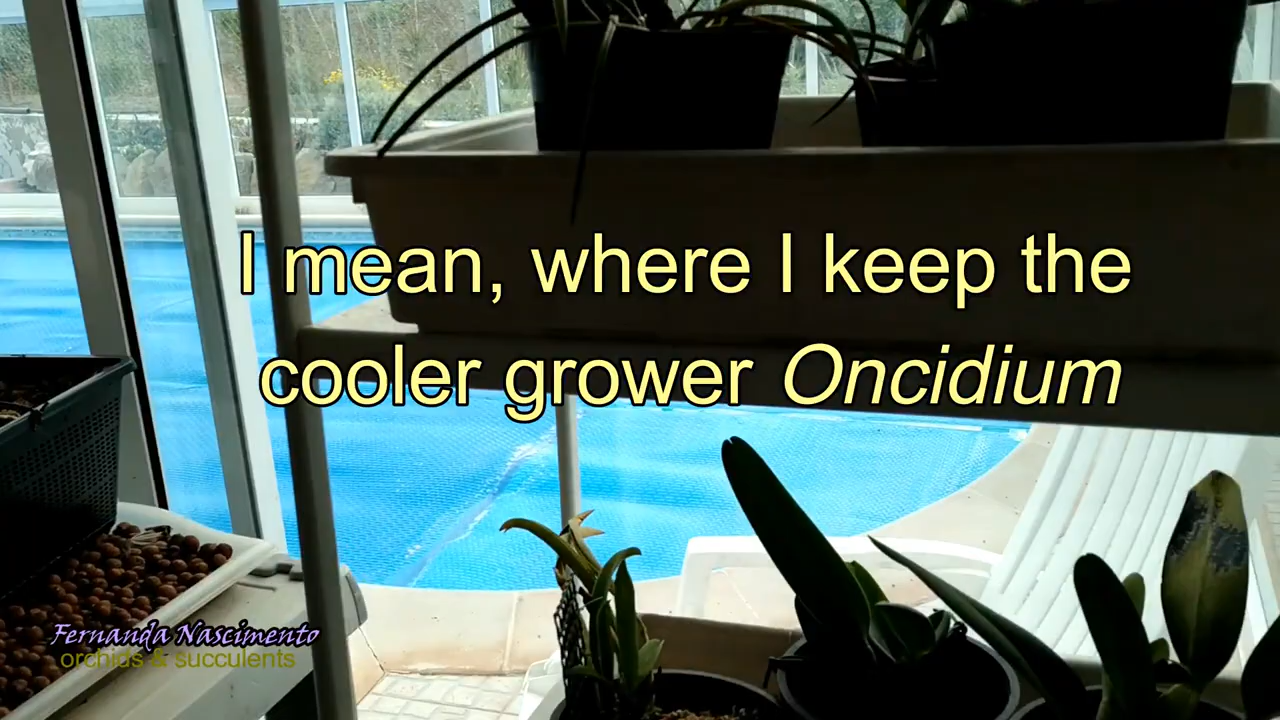 I mean, where I keep the
cooler grower Oncidium
Fernanda Nascimento
orchids & succulents